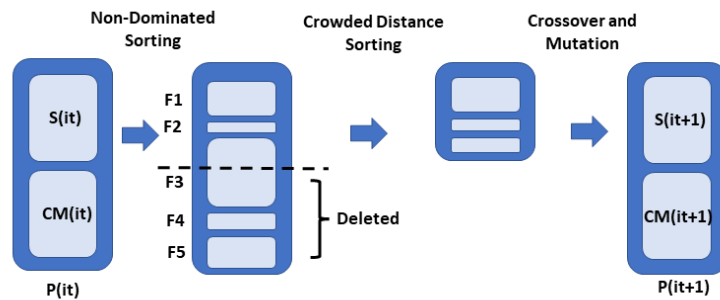 Non-Dominated
Sorting
Crowded Distance
Sorting
Crossover and
Mutation
S(it)
CM(it)
P(it)
F1
F2
F3
F4
F5
Deleted
S(it+1)
CM(it+1)
P(it+1)